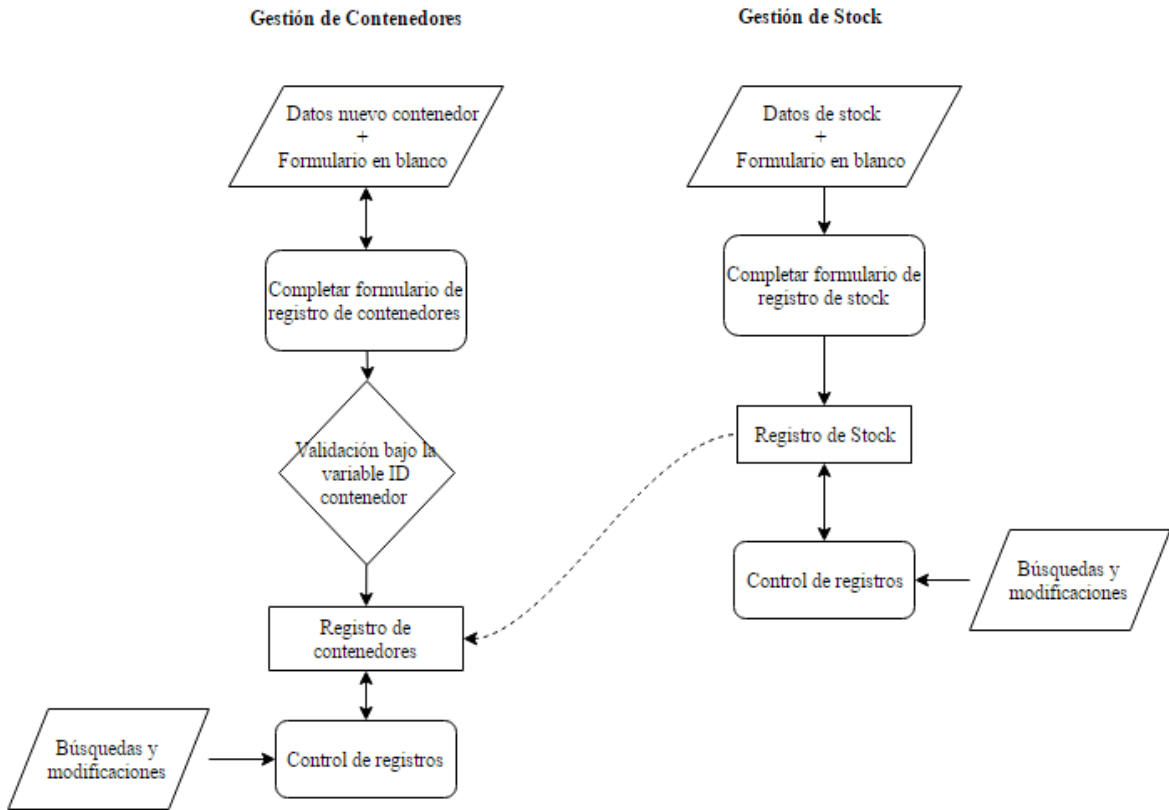 Gestión de Contenedores
Datos nuevo contenedor
+
Formulario en blanco
Completar formulario de
registro de contenedores
Validación bajo la
variable ID
contenedor
Registro de
contenedores
Control de registros
Búsquedas y
modificaciones
Gestión de Stock
Datos de stock
+
Formulario en blanco
Completar formulario de
registro de stock
Registro de Stock
Control de registros
Búsquedas y
modificaciones